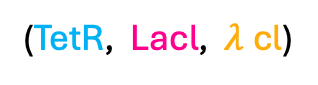 (TetR, LacI, λ cI)